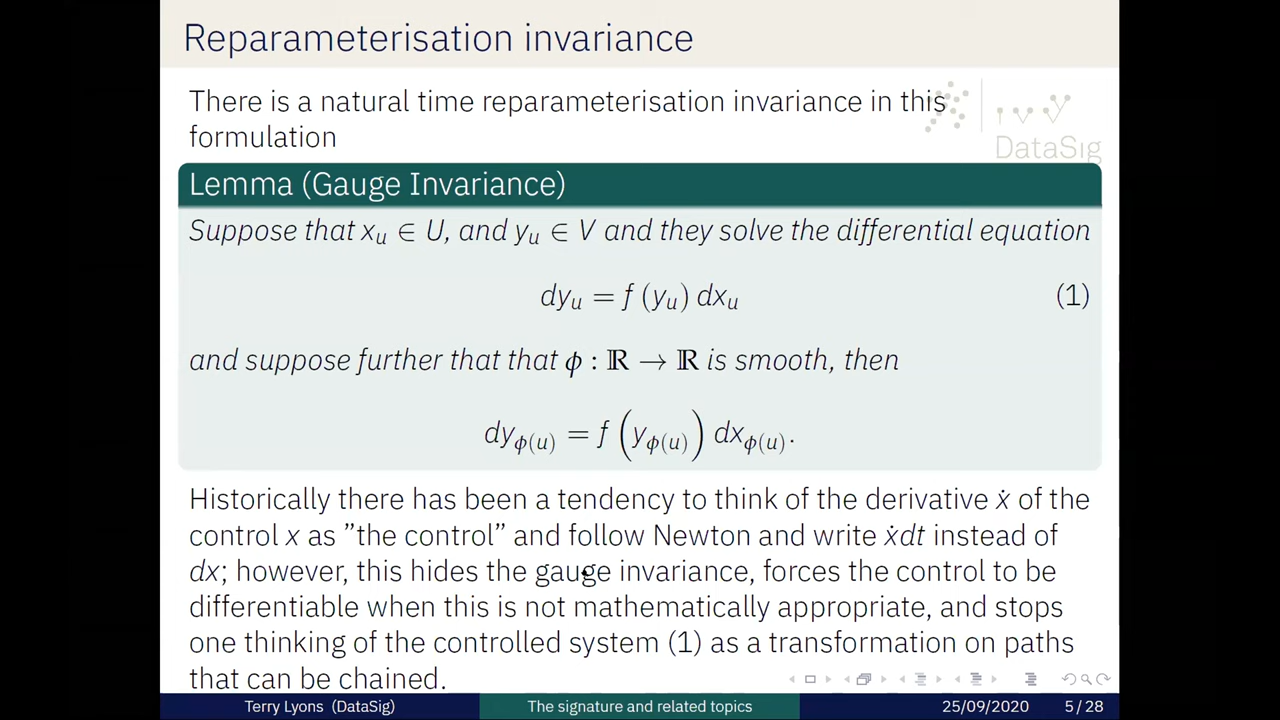 Reparameterisation invariance
There is a natural time reparameterisation invariance in this
formulation
DataSig
Lemma (Gauge Invariance)
Suppose that xᵤ ∈ U, and yᵤ ∈ V and they solve the differential equation
dyᵤ = f (yᵤ) dxᵤ (1)
and suppose further that that ϕ : ℝ → ℝ is smooth, then
dy_ϕ(u) = f (y_ϕ(u)) dx_ϕ(u).
Historically there has been a tendency to think of the derivative ẋ of the
control x as ”the control” and follow Newton and write ẋdt instead of
dx; however, this hides the gauge invariance, forces the control to be
differentiable when this is not mathematically appropriate, and stops
one thinking of the controlled system (1) as a transformation on paths
that can be chained.
Terry Lyons (DataSig) The signature and related topics 25/09/2020 5 / 28